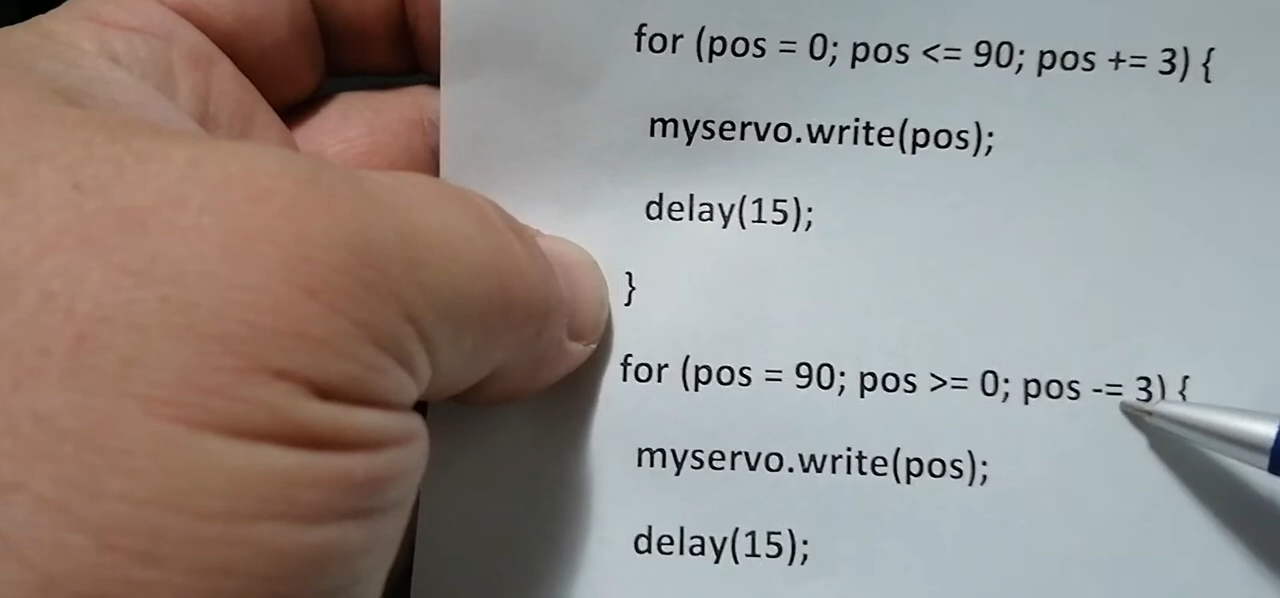 for (pos = 0; pos <= 90; pos += 3) {
myservo.write(pos);
delay(15);
}
for (pos = 90; pos >= 0; pos -= 3) {
myservo.write(pos);
delay(15);